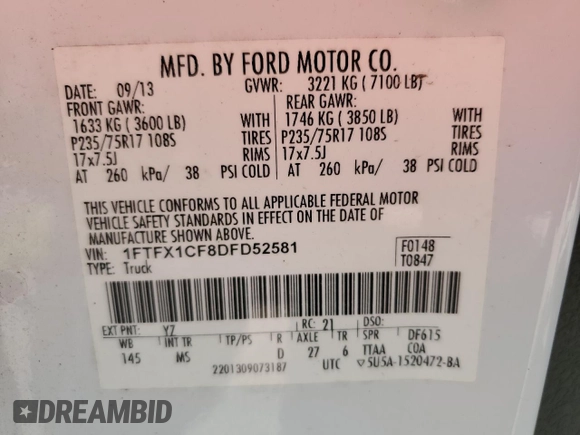 MFD. BY FORD MOTOR CO.
DATE: 09/13 GVWR: 3221 KG ( 7100 LB)
FRONT GAWR: REAR GAWR:
1633 KG ( 3600 LB) WITH 1746 KG ( 3850 LB) WITH
P235/75R17 108S TIRES P235/75R17 108S TIRES
17x7.5J RIMS 17x7.5J RIMS
AT 260 kPa/ 38 PSI COLD AT 260 kPa/ 38 PSI COLD
THIS VEHICLE CONFORMS TO ALL APPLICABLE FEDERAL MOTOR
VEHICLE SAFETY STANDARDS IN EFFECT ON THE DATE OF
MANUFACTURE SHOWN ABOVE.
VIN: 1FTFX1CF8DFD52581 F0148
TYPE: Truck T0847
EXT PNT: Y7 RC: 21 DSO:
WB INT TR TP/PS R AXLE TR SPR DF615
145 MS D 27 6 TTAA C0A
2201309073187 UTC ▽5U5A-1520472-BA
DREAMBID